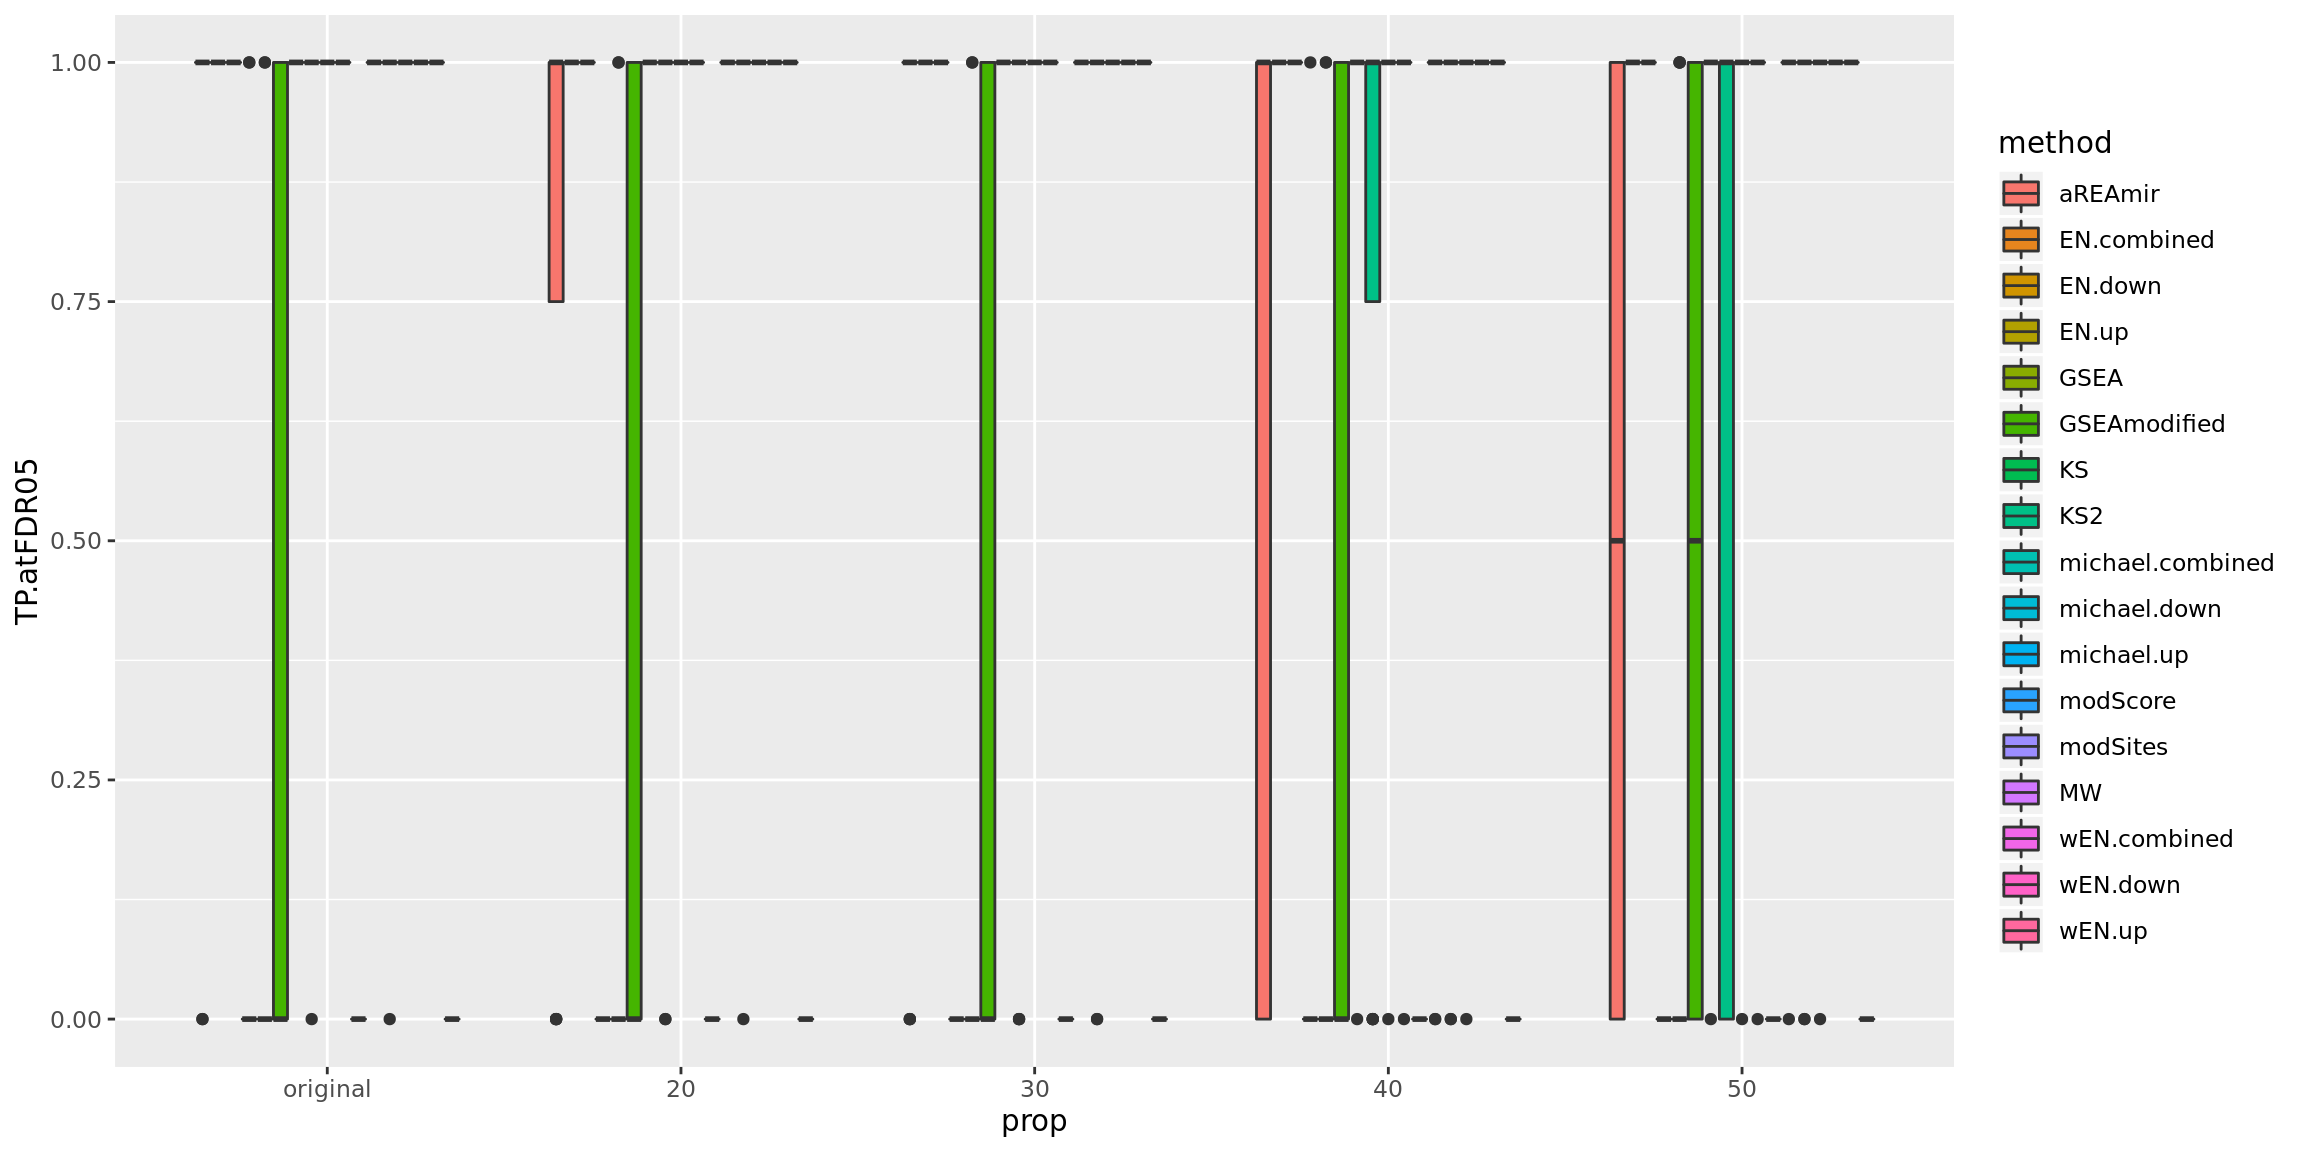 1.00
0.75
0.50
0.25
0.00
TP.atFDR05
original
20
30
40
50
prop
method
aREAmir
EN.combined
EN.down
EN.up
GSEA
GSEAmodified
KS
KS2
michael.combined
michael.down
michael.up
modScore
modSites
MW
wEN.combined
wEN.down
wEN.up